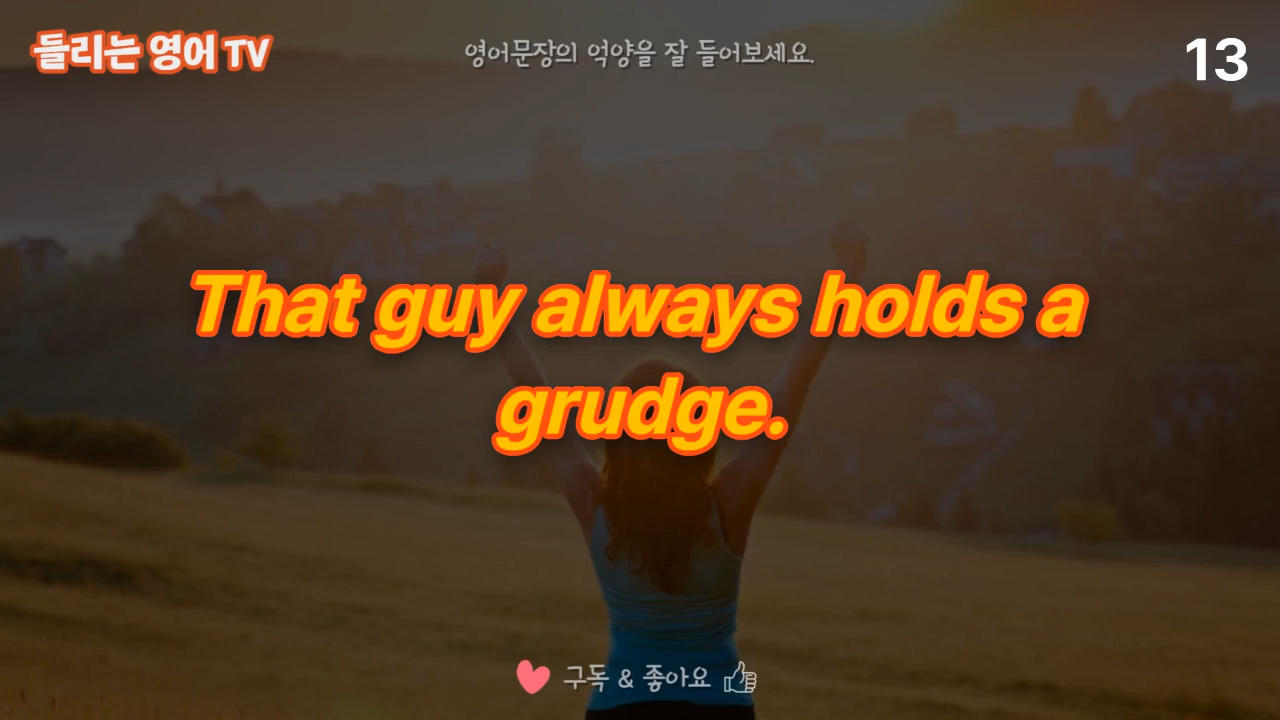 들리는 영어 TV
영어문장의 억양을 잘 들어보세요.
13
That guy always holds a
grudge.
구독 & 좋아요